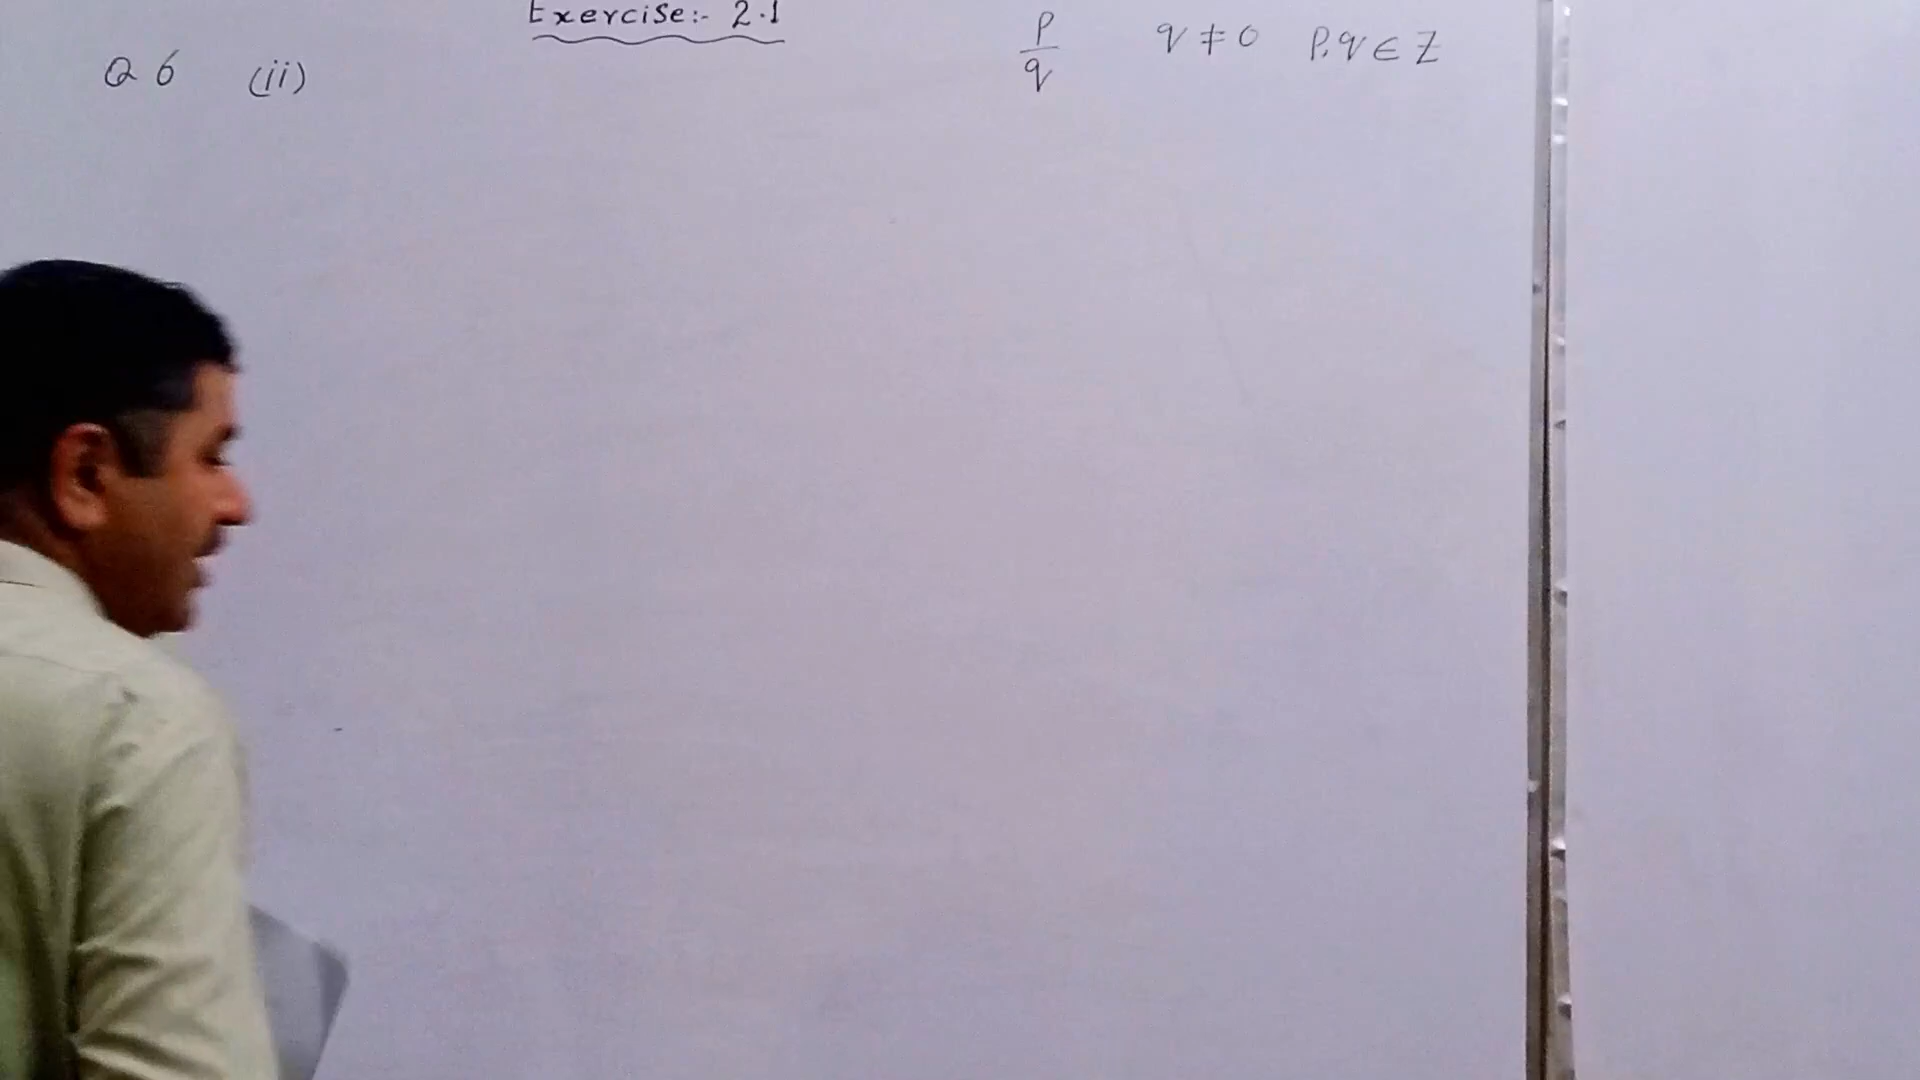 Exercise:- 2.1
Q 6 (ii)
p/q q ≠ 0 p,q ∈ Z